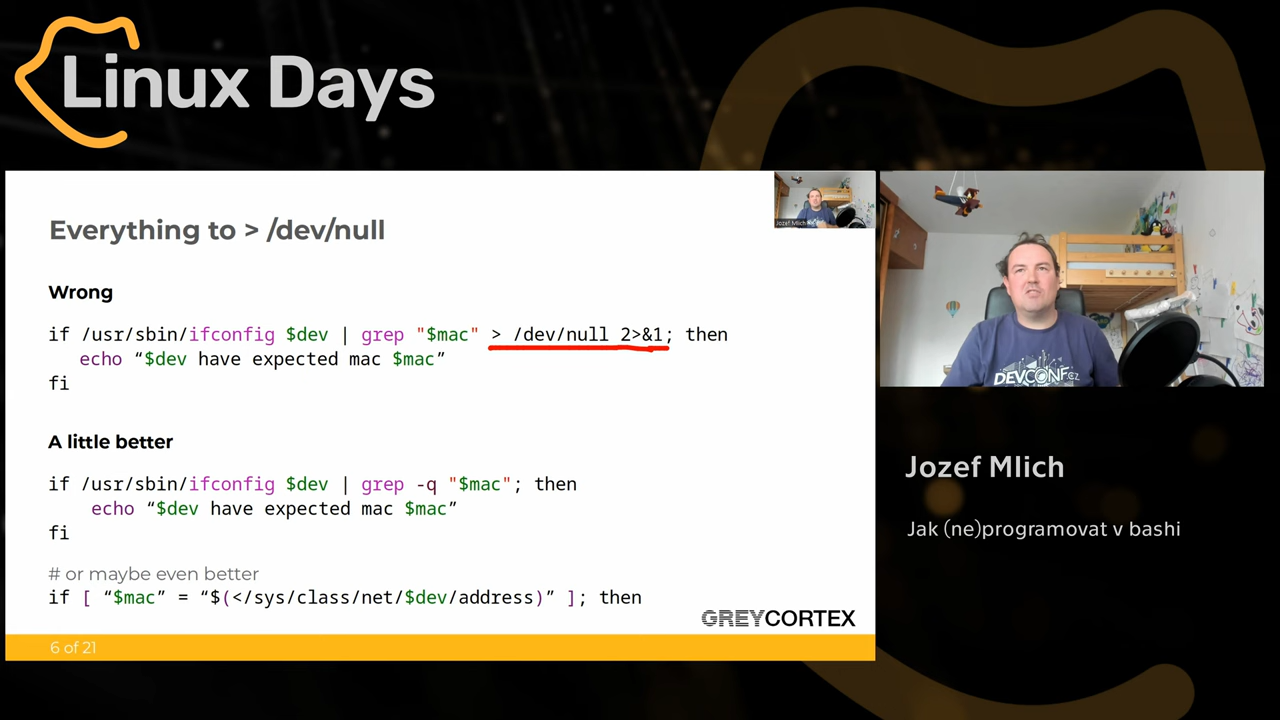 Linux Days
Everything to > /dev/null
Jozef Mlich
Wrong
if /usr/sbin/ifconfig $dev | grep "$mac" > /dev/null 2>&1; then
echo “$dev have expected mac $mac”
fi
A little better
if /usr/sbin/ifconfig $dev | grep -q "$mac"; then
echo “$dev have expected mac $mac”
fi
# or maybe even better
if [ “$mac” = “$(</sys/class/net/$dev/address)” ]; then
GREYCORTEX
6 of 21
DEVCONF.CZ
Jozef Mlich
Jak (ne)programovat v bashi